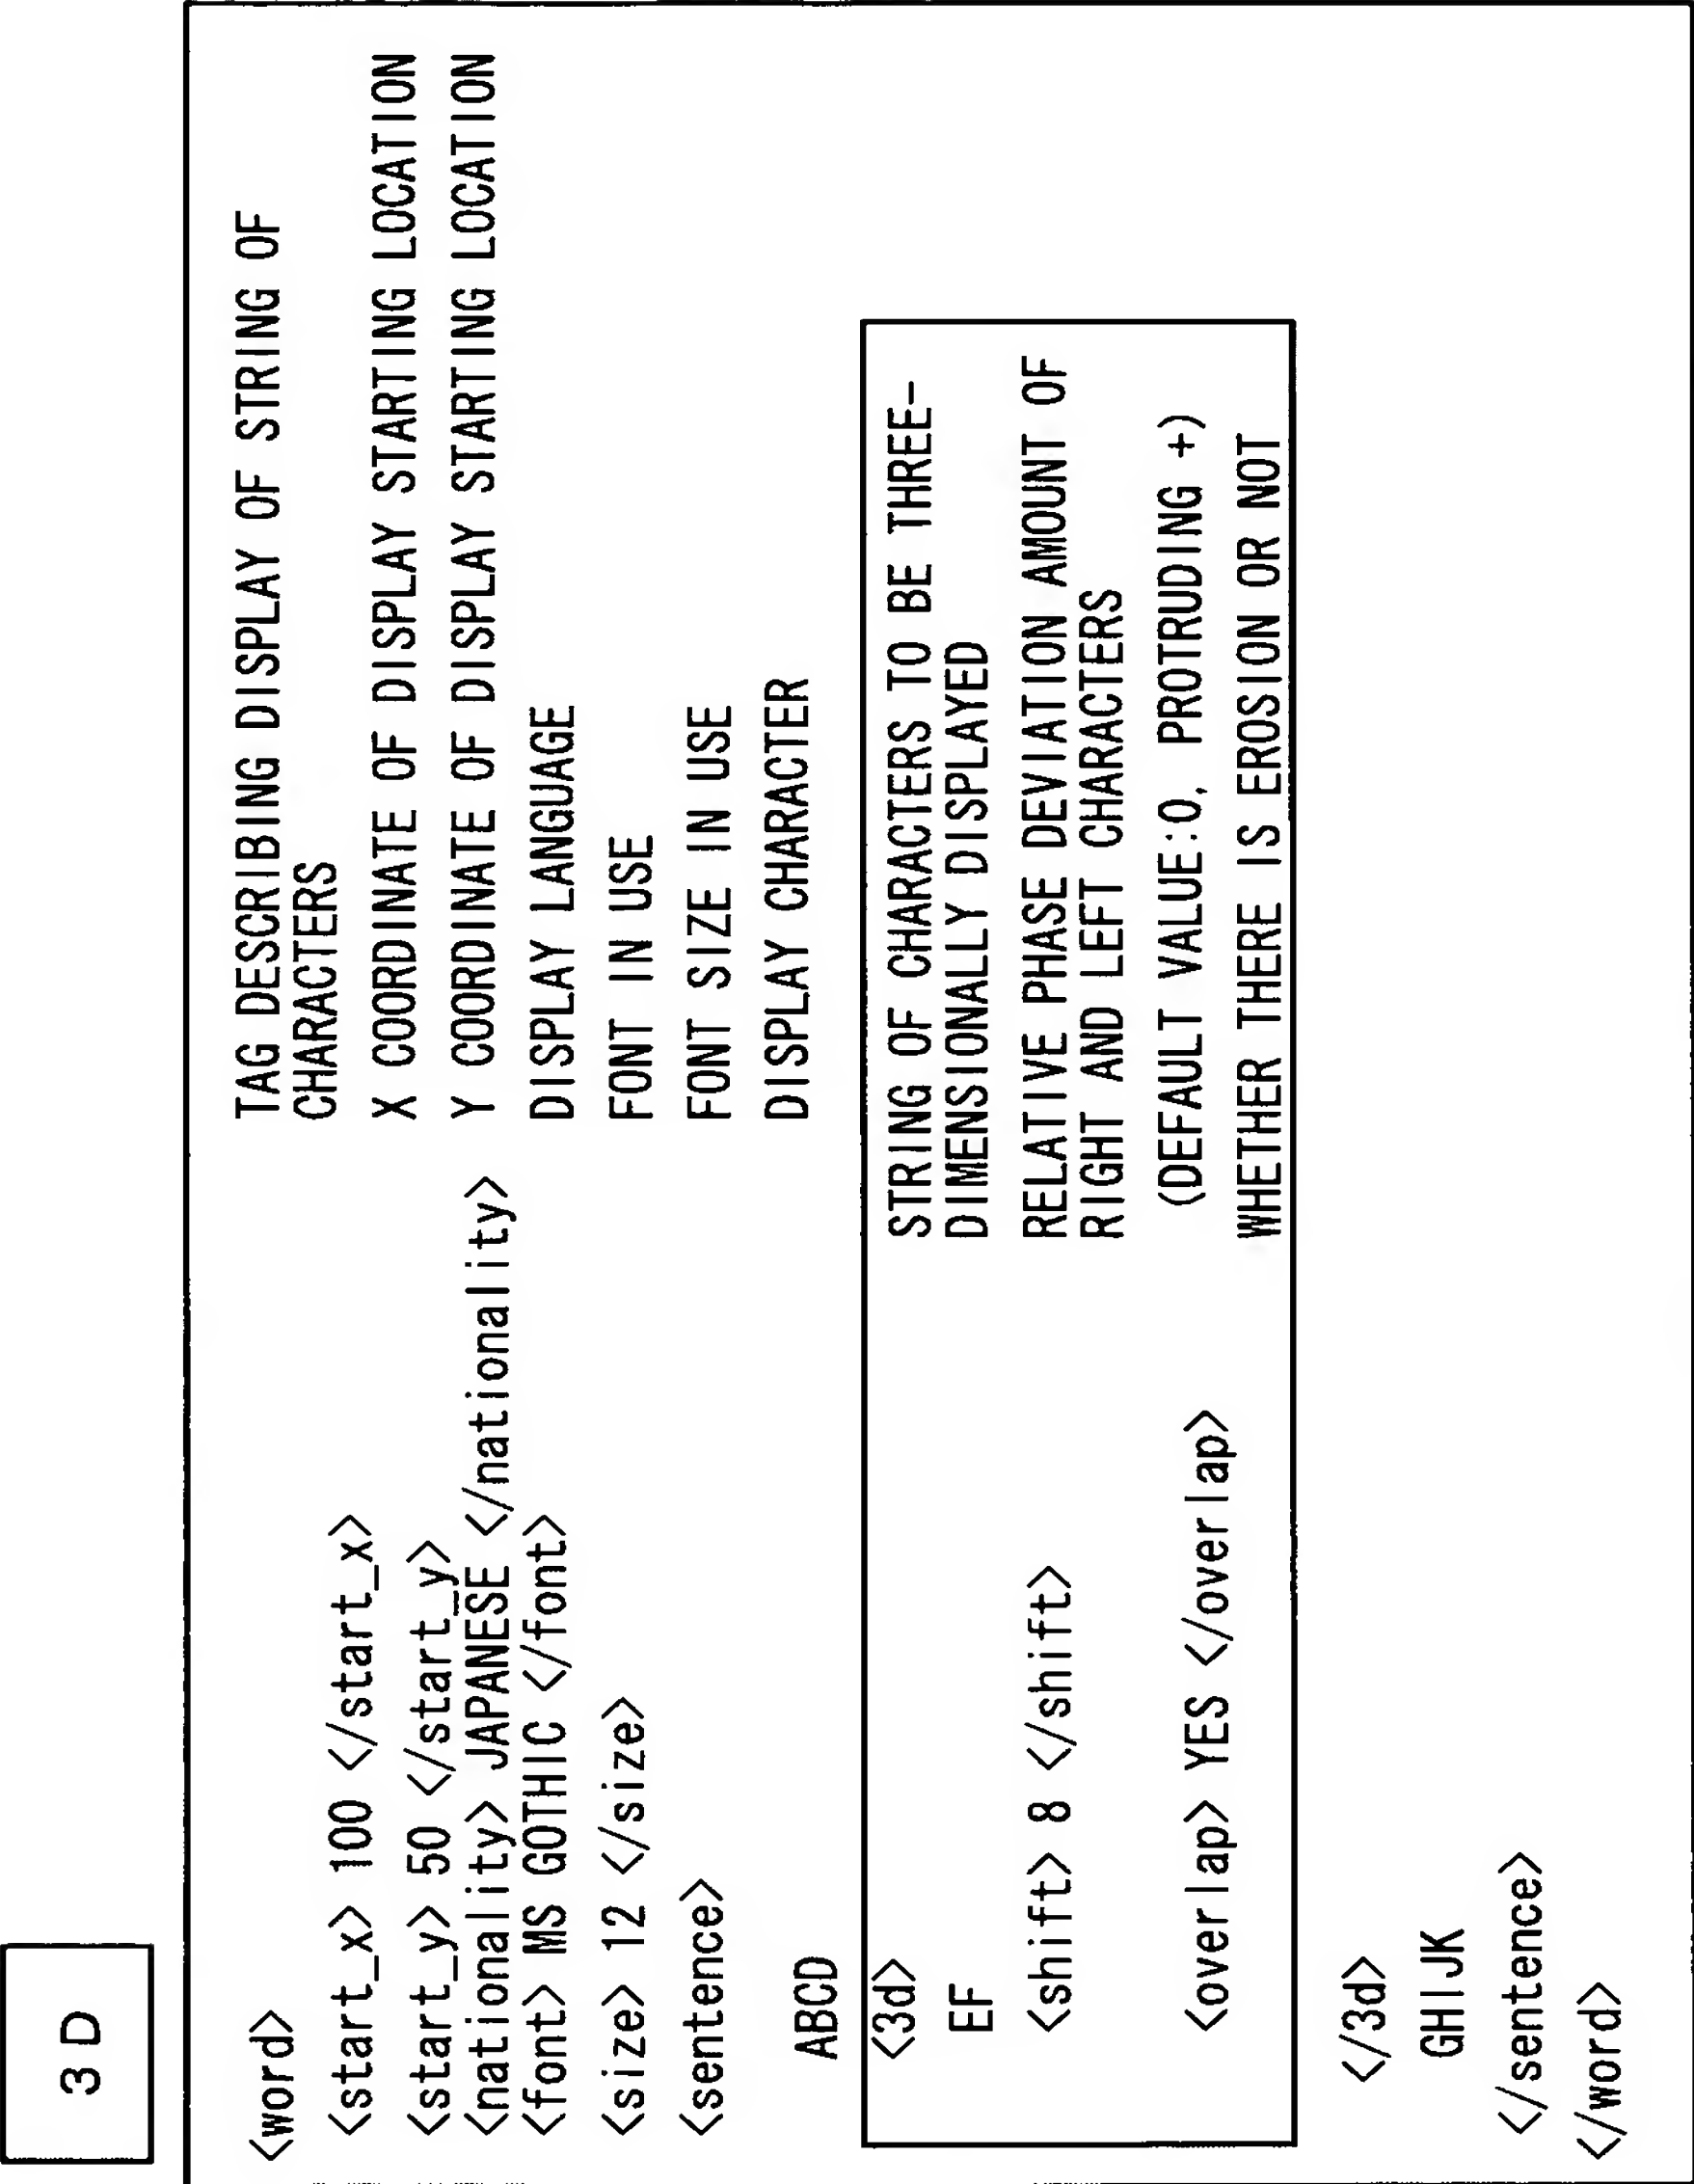 3D
<word> TAG DESCRIBING DISPLAY OF STRING OF
CHARACTERS
<start_x> 100 </start_x> X COORDINATE OF DISPLAY STARTING LOCATION
<start_y> 50 </start_y> Y COORDINATE OF DISPLAY STARTING LOCATION
<nationality> JAPANESE </nationality> DISPLAY LANGUAGE
<font> MS GOTHIC </font> FONT IN USE
<size> 12 </size> FONT SIZE IN USE
<sentence> DISPLAY CHARACTER
ABCD
<3d> STRING OF CHARACTERS TO BE THREE-
EF DIMENSIONALLY DISPLAYED
<shift> 8 </shift> RELATIVE PHASE DEVIATION AMOUNT OF
RIGHT AND LEFT CHARACTERS
(DEFAULT VALUE:0, PROTRUDING +)
<overlap> YES </overlap> WHETHER THERE IS EROSION OR NOT
</3d>
GHIJK
</sentence>
</word>